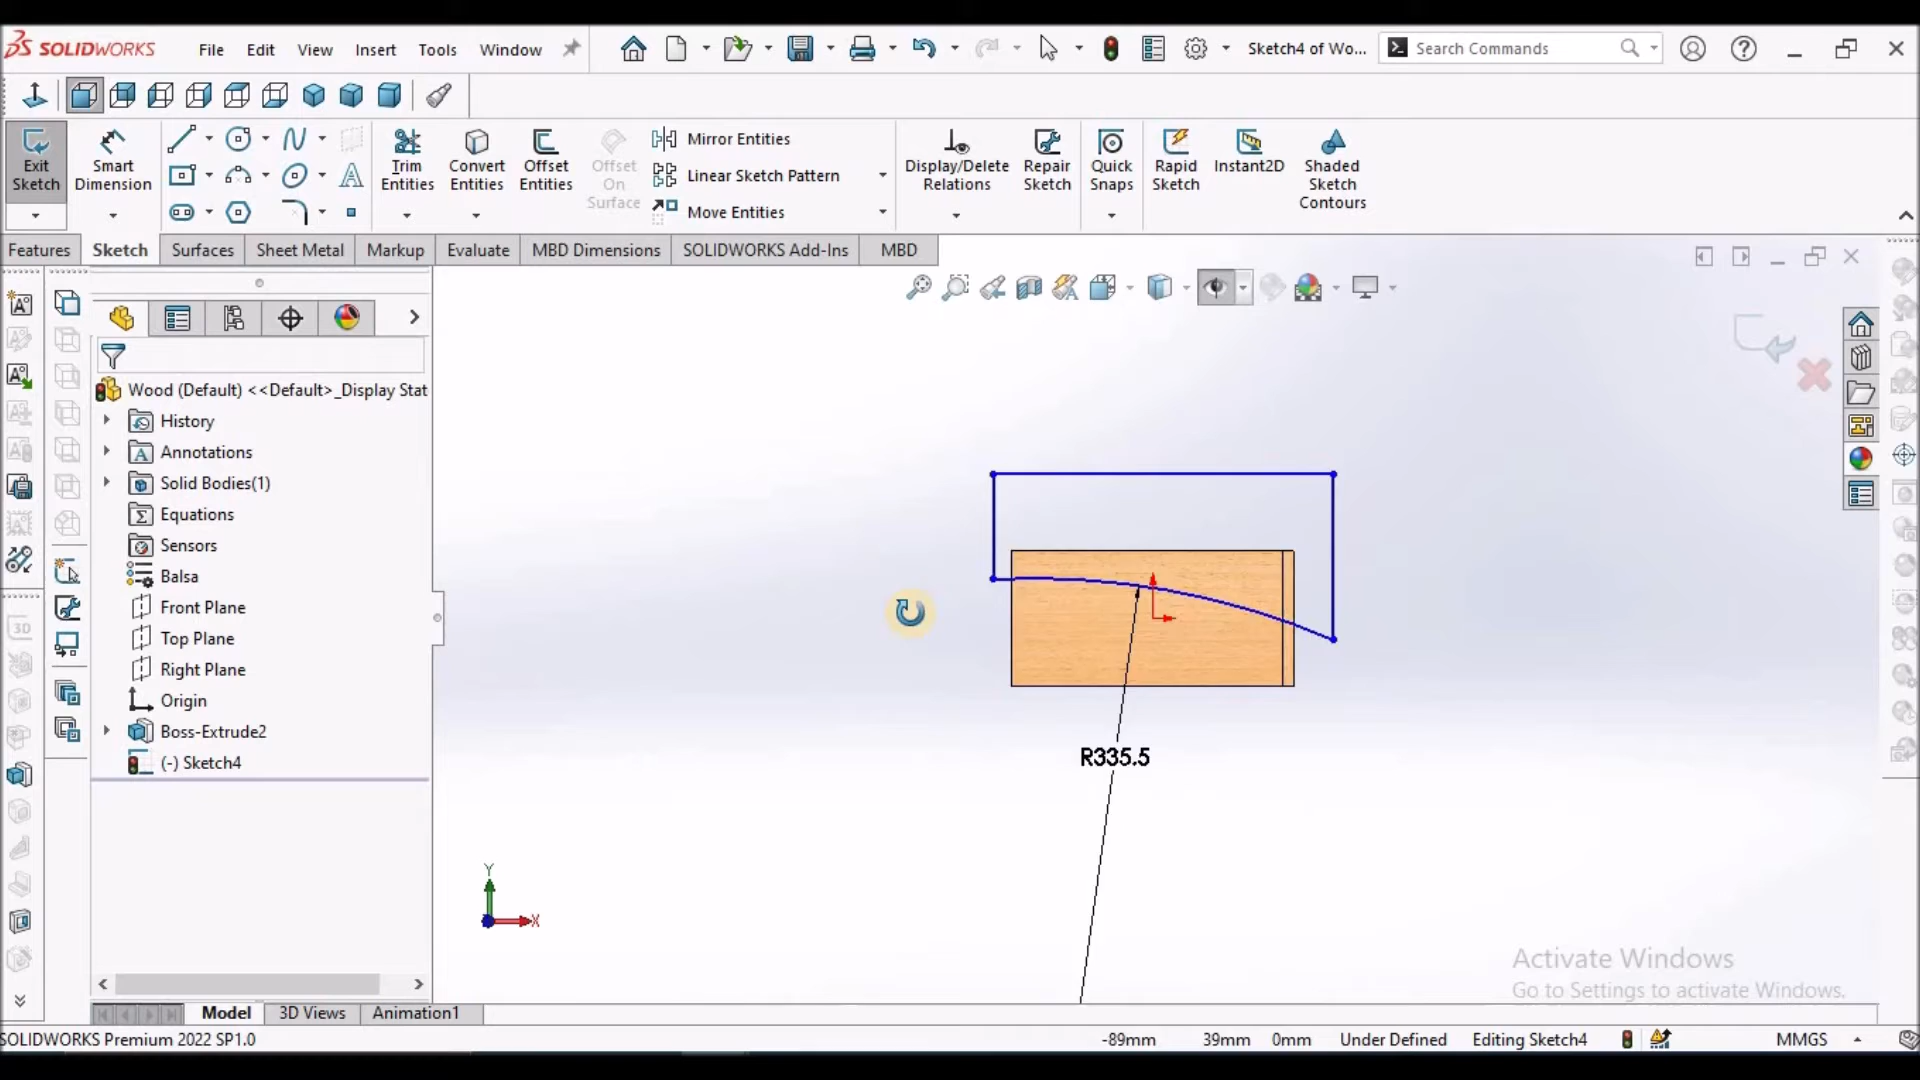 SOLIDWORKS File Edit View Insert Tools Window Sketch4 of Wo... Search Commands
Exit Sketch
Smart Dimension
Trim Entities
Convert Entities
Offset Entities
Offset On Surface
Mirror Entities
Linear Sketch Pattern
Move Entities
Display/Delete Relations
Repair Sketch
Quick Snaps
Rapid Sketch
Instant2D
Shaded Sketch Contours
Features Sketch Surfaces Sheet Metal Markup Evaluate MBD Dimensions SOLIDWORKS Add-Ins MBD
Wood (Default) <<Default>_Display Stat
History
Annotations
Solid Bodies(1)
Equations
Sensors
Balsa
Front Plane
Top Plane
Right Plane
Origin
Boss-Extrude2
(-) Sketch4
3D
R335.5
Y
X
Activate Windows
Go to Settings to activate Windows.
Model 3D Views Animation1
SOLIDWORKS Premium 2022 SP1.0 -89mm 39mm 0mm Under Defined Editing Sketch4 MMGS